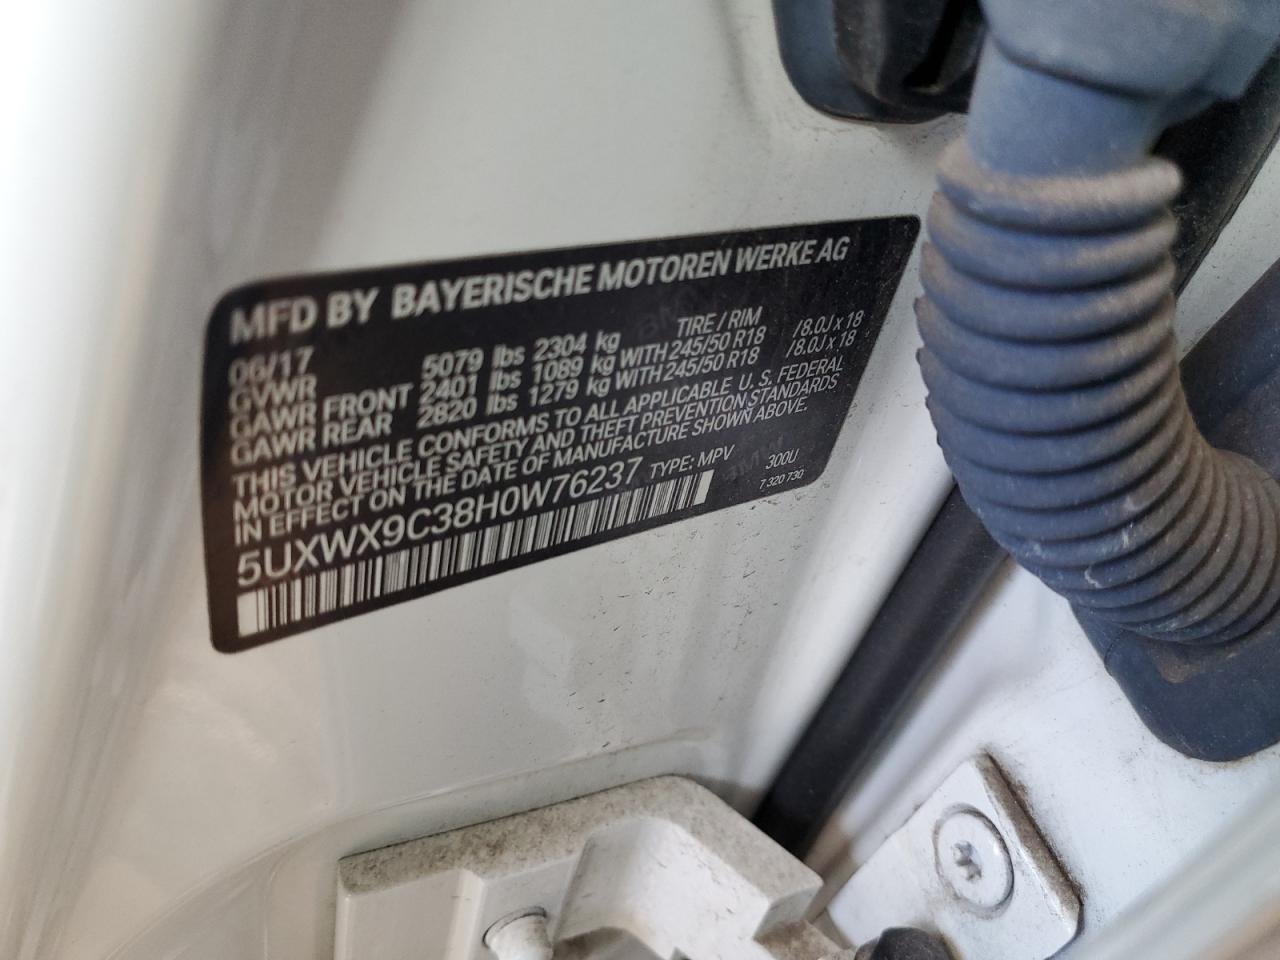 MFD BY BAYERISCHE MOTOREN WERKE AG
06/17 TIRE / RIM
GVWR 5079 lbs 2304 kg
GAWR FRONT 2401 lbs 1089 kg WITH 245/50 R18 /8.0J x 18
GAWR REAR 2820 lbs 1279 kg WITH 245/50 R18 /8.0J x 18
THIS VEHICLE CONFORMS TO ALL APPLICABLE U. S. FEDERAL
MOTOR VEHICLE SAFETY AND THEFT PREVENTION STANDARDS
IN EFFECT ON THE DATE OF MANUFACTURE SHOWN ABOVE.
5UXWX9C38H0W76237 TYPE: MPV 300U
7 320 730